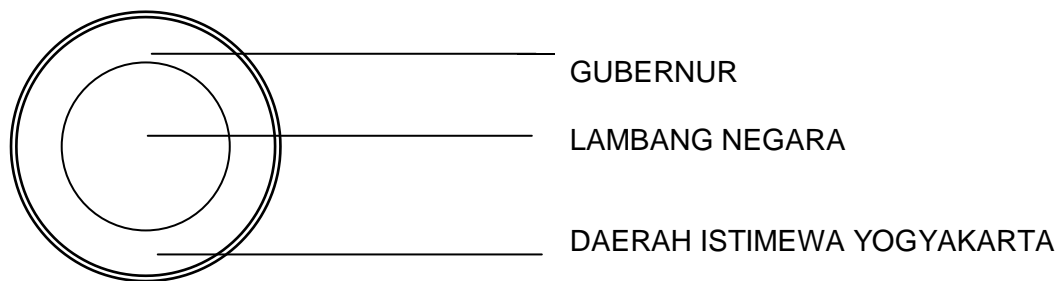 GUBERNUR
LAMBANG NEGARA
DAERAH ISTIMEWA YOGYAKARTA